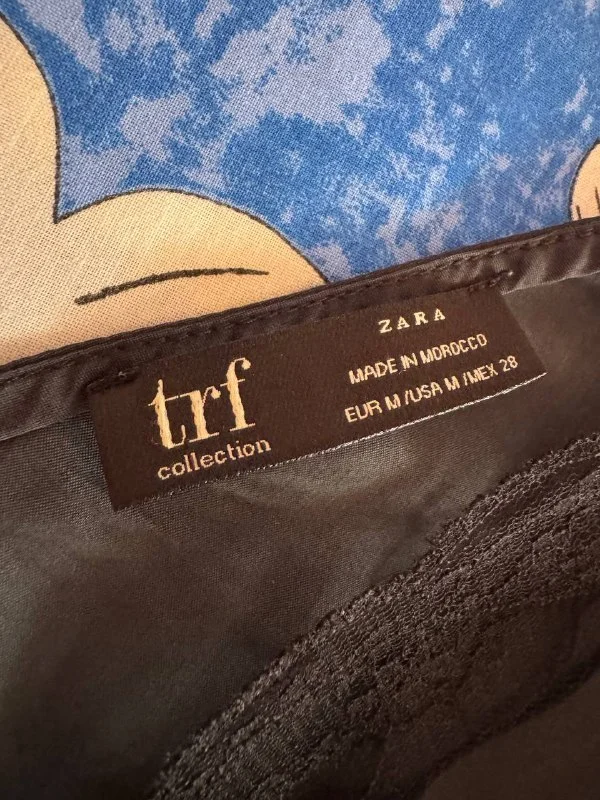 trf
collection
ZARA
MADE IN MOROCCO
EUR M /USA M /MEX 28